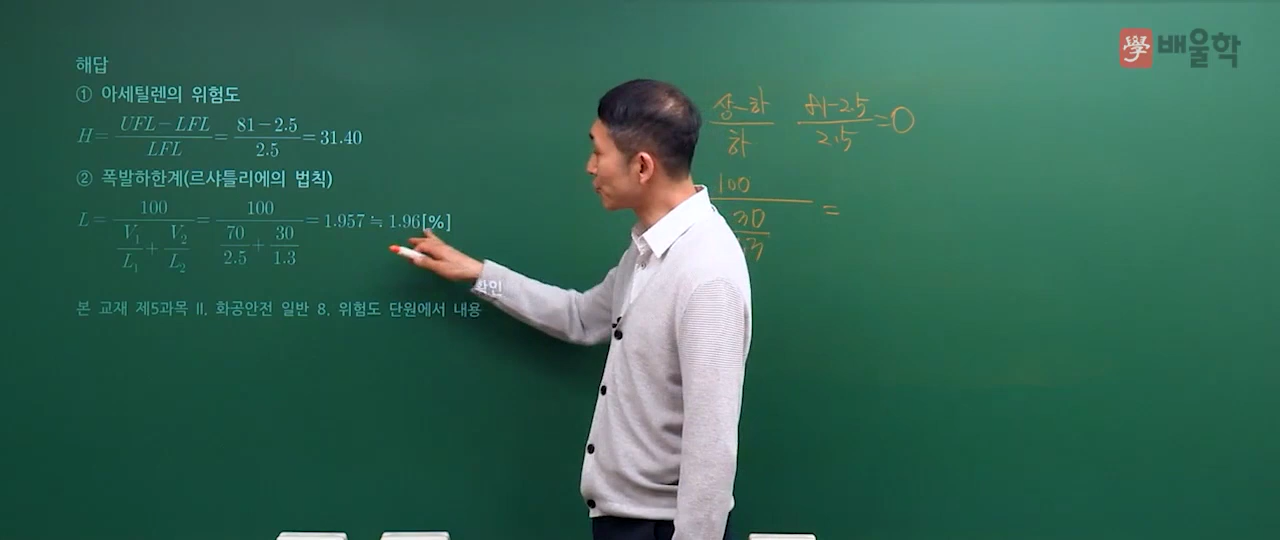 學 배울학
해답
① 아세틸렌의 위험도
H = (UFL − LFL) / LFL = (81 − 2.5) / 2.5 = 31.40
② 폭발하한계(르샤틀리에의 법칙)
L = 100 / (V₁/L₁ + V₂/L₂) = 100 / (70/2.5 + 30/1.3) = 1.957 ≒ 1.96[%]
본 교재 제5과목 II. 화공안전 일반 8. 위험도 단원에서 내용
확인
상-하 / 하 (81-2.5) / 2.5 = 0
100 / 30 =